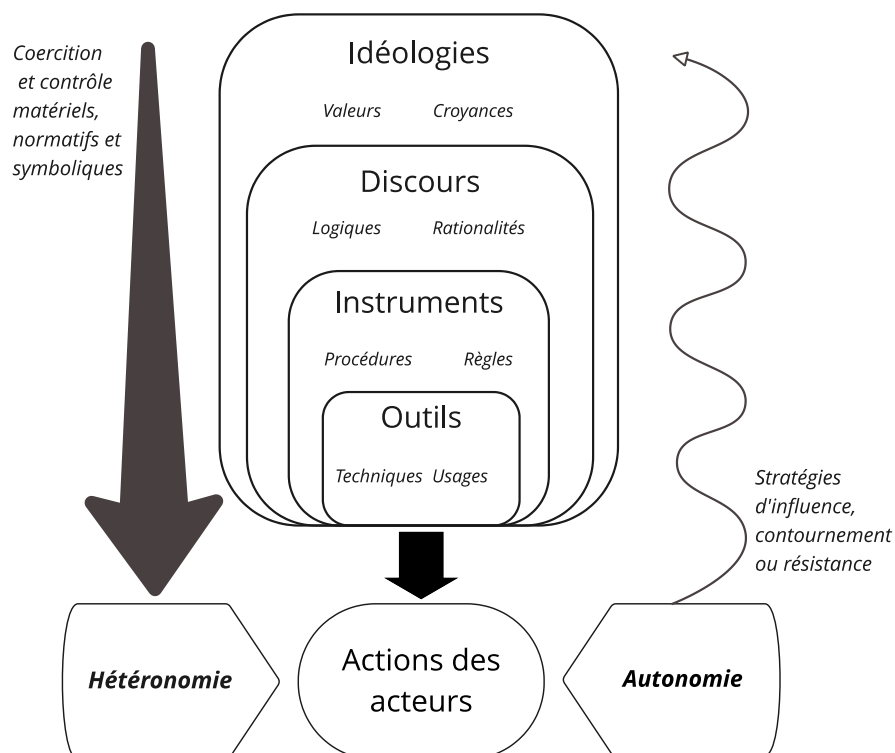 Coercition
et contrôle
matériels,
normatifs et
symboliques
Idéologies
Valeurs Croyances
Discours
Logiques Rationalités
Instruments
Procédures Règles
Outils
Techniques Usages
Stratégies
d'influence,
contournement
ou résistance
Hétéronomie
Actions des
acteurs
Autonomie